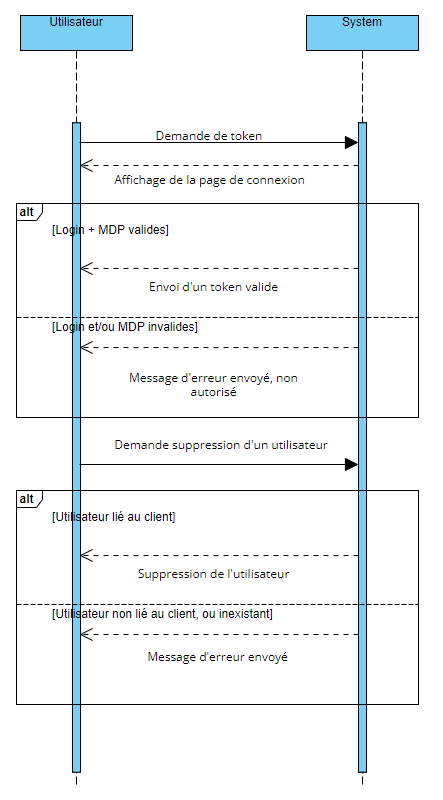 Utilisateur
System
Demande de token
Affichage de la page de connexion
alt
[Login + MDP valides]
Envoi d'un token valide
[Login et/ou MDP invalides]
Message d'erreur envoyé, non
autorisé
Demande suppression d'un utilisateur
alt
[Utilisateur lié au client]
Suppression de l'utilisateur
[Utilisateur non lié au client, ou inexistant]
Message d'erreur envoyé